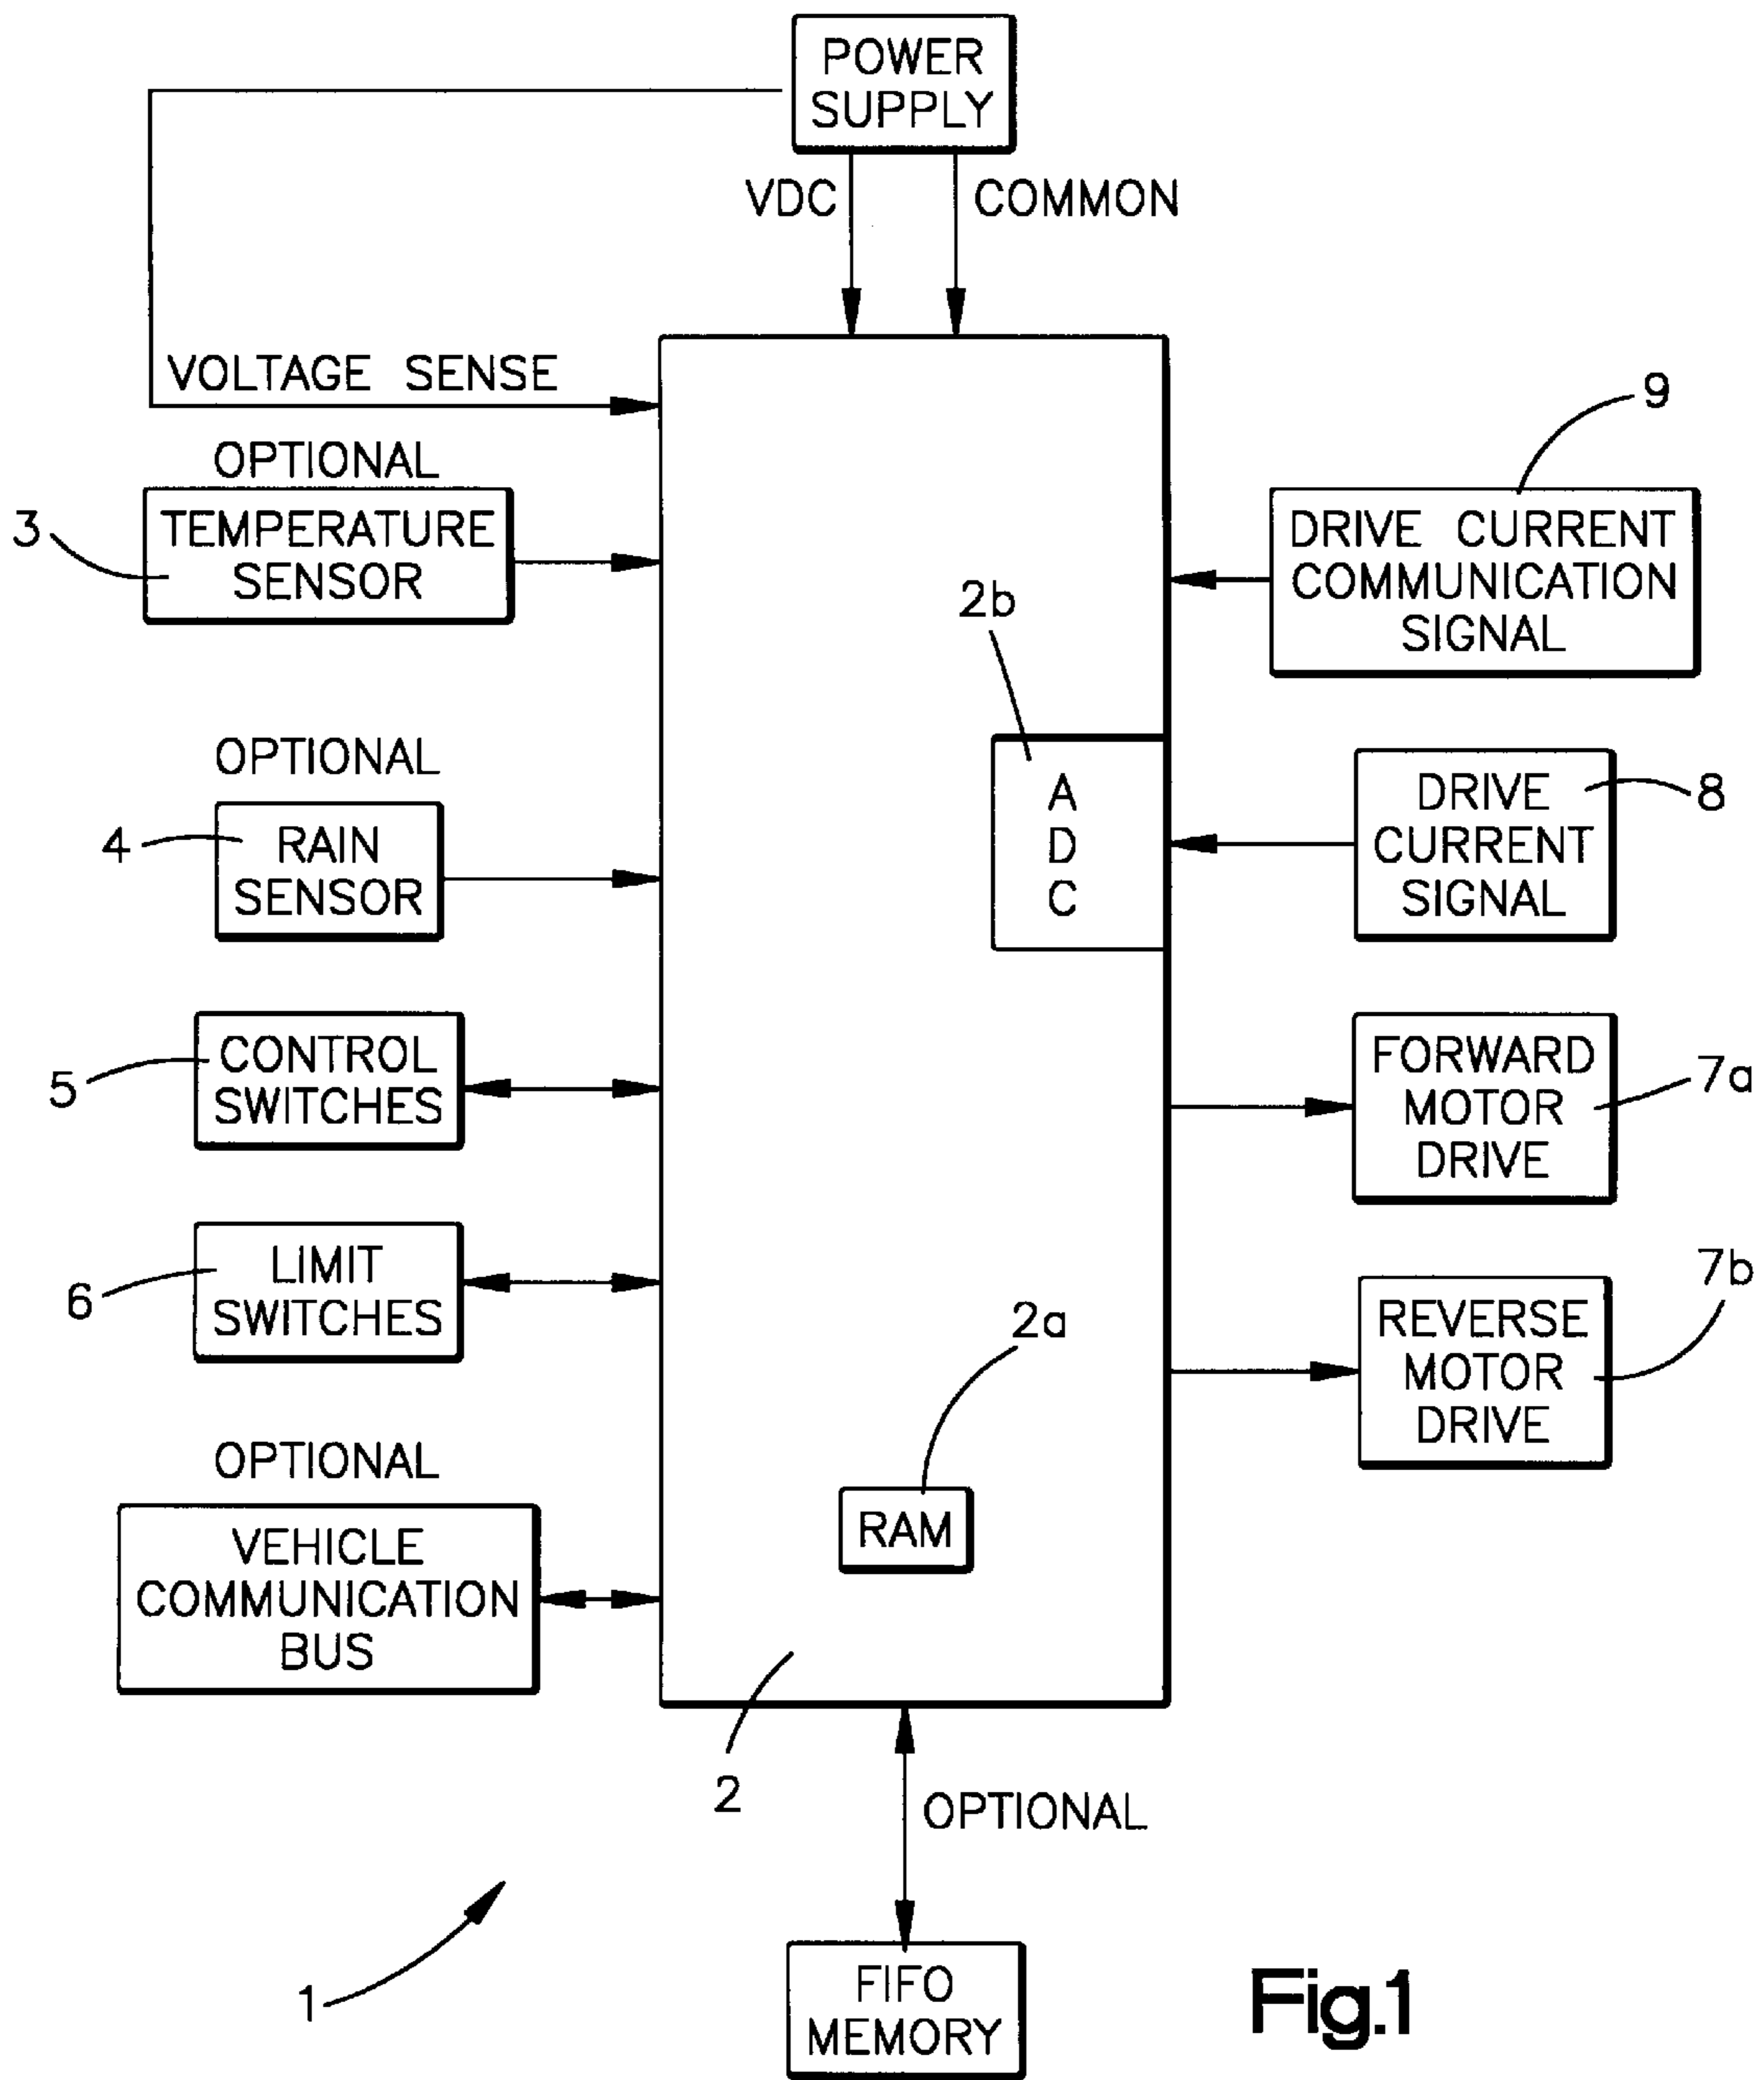 POWER
SUPPLY
VDC
COMMON
VOLTAGE SENSE
OPTIONAL
TEMPERATURE
SENSOR
3
OPTIONAL
RAIN
SENSOR
4
CONTROL
SWITCHES
5
LIMIT
SWITCHES
6
OPTIONAL
VEHICLE
COMMUNICATION
BUS
2b
A
D
C
2a
RAM
2
9
DRIVE CURRENT
COMMUNICATION
SIGNAL
DRIVE
CURRENT
SIGNAL
8
FORWARD
MOTOR
DRIVE
7a
REVERSE
MOTOR
DRIVE
7b
OPTIONAL
FIFO
MEMORY
1
Fig.1